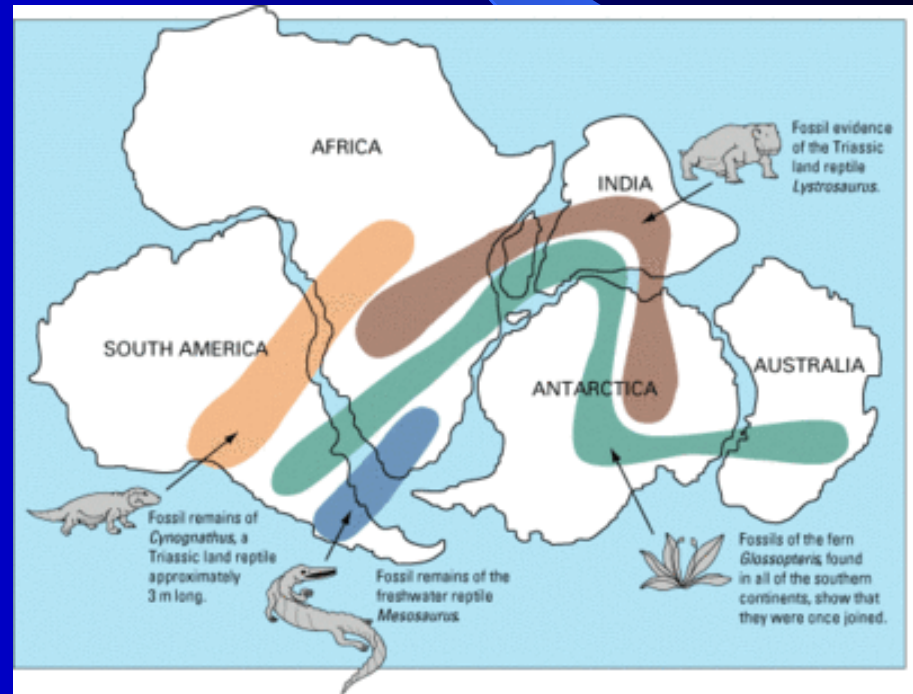 AFRICA
INDIA
Fossil evidence
of the Triassic
land reptile
Lystrosaurus.
SOUTH AMERICA
ANTARCTICA
AUSTRALIA
Fossil remains of
Cynognathus, a
Triassic land reptile
approximately
3 m long.
Fossil remains of the
freshwater reptile
Mesosaurus.
Fossils of the fern
Glossopteris, found
in all of the southern
continents, show that
they were once joined.